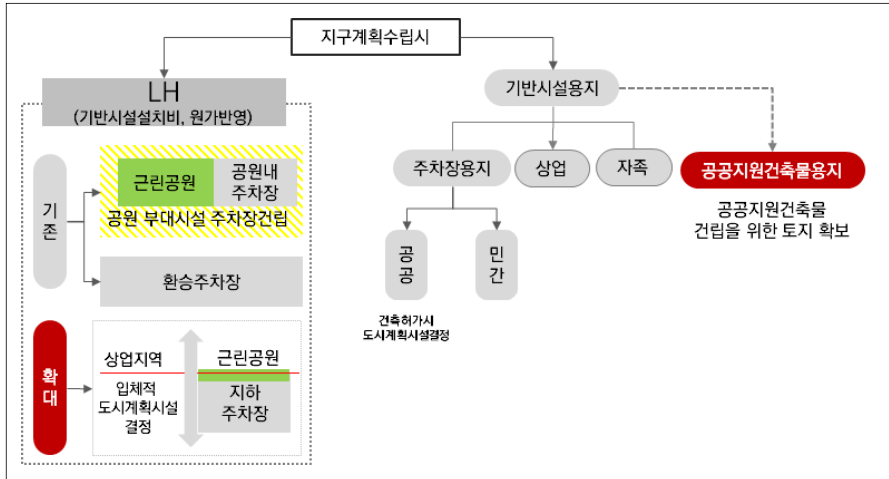 지구계획수립시
LH
(기반시설설치비, 원가반영)
기존
근린공원
공원내
주차장
공원 부대시설 주차장건립
환승주차장
확대
상업지역
입체적
도시계획시설
결정
근린공원
지하
주차장
기반시설용지
주차장용지
상업
자족
공공지원건축물용지
공공지원건축물
건립을 위한 토지 확보
공공
민간
건축허가시
도시계획시설결정